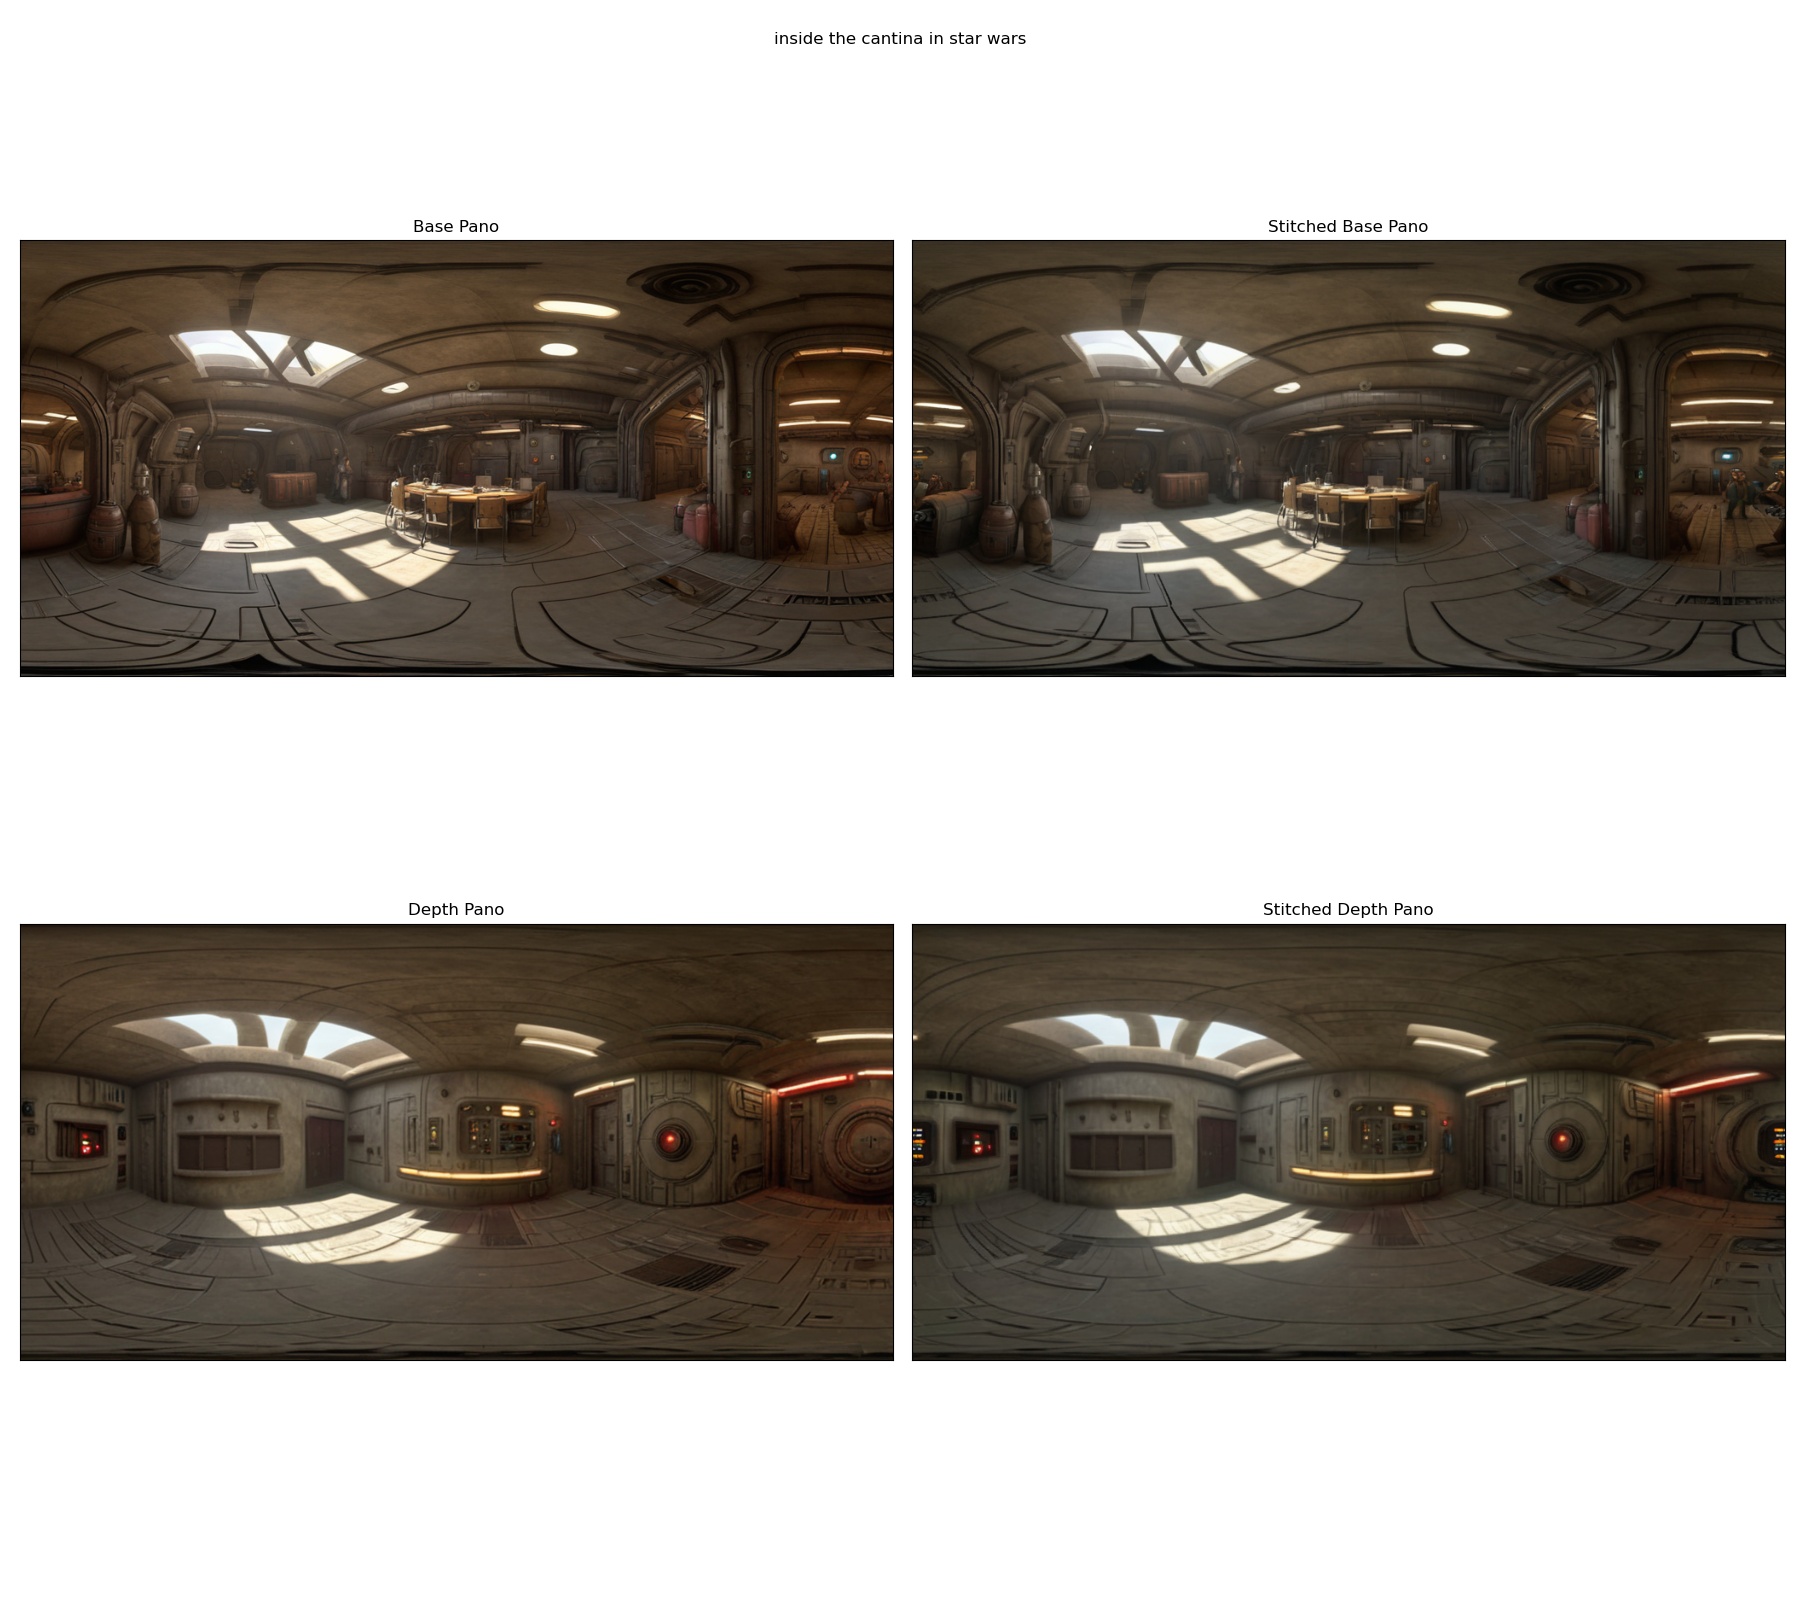 inside the cantina in star wars
Base Pano
Stitched Base Pano
Depth Pano
Stitched Depth Pano